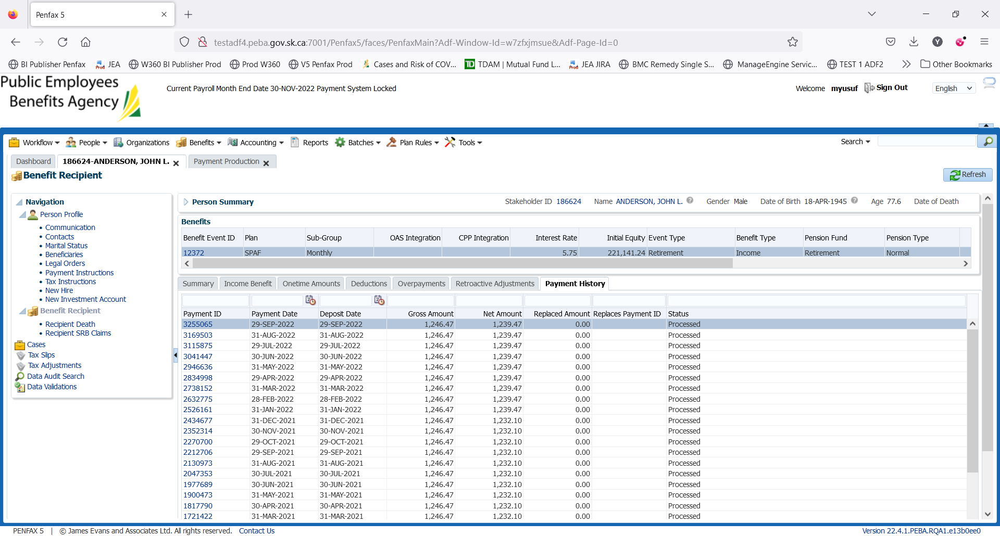 Penfax 5
testadf4.peba.gov.sk.ca:7001/Penfax5/faces/PenfaxMain?Adf-Window-Id=w7zfxjmsue&Adf-Page-Id=0
BI Publisher Penfax JEA W360 BI Publisher Prod Prod W360 V5 Penfax Prod Cases and Risk of COV... TD TDAM | Mutual Fund L... JEA JIRA BMC Remedy Single S... ManageEngine Servic... TEST 1 ADF2 Other Bookmarks
Public Employees
Benefits Agency
Current Payroll Month End Date 30-NOV-2022 Payment System Locked
Welcome myusuf Sign Out English
Workflow People Organizations Benefits Accounting Reports Batches Plan Rules Tools Search
Dashboard 186624-ANDERSON, JOHN L. Payment Production
Benefit Recipient
Refresh
Navigation
Person Profile
Communication
Contacts
Marital Status
Beneficiaries
Legal Orders
Payment Instructions
Tax Instructions
New Hire
New Investment Account
Benefit Recipient
Recipient Death
Recipient SRB Claims
Cases
Tax Slips
Tax Adjustments
Data Audit Search
Data Validations
Person Summary Stakeholder ID 186624 Name ANDERSON, JOHN L. Gender Male Date of Birth 18-APR-1945 Age 77.6 Date of Death
Benefits
Benefit Event ID Plan Sub-Group OAS Integration CPP Integration Interest Rate Initial Equity Event Type Benefit Type Pension Fund Pension Type
12372 SPAF Monthly 5.75 221,141.24 Retirement Income Retirement Normal
Summary Income Benefit Onetime Amounts Deductions Overpayments Retroactive Adjustments Payment History
Payment ID Payment Date Deposit Date Gross Amount Net Amount Replaced Amount Replaces Payment ID Status
3255065 29-SEP-2022 29-SEP-2022 1,246.47 1,239.47 0.00 Processed
3169503 31-AUG-2022 31-AUG-2022 1,246.47 1,239.47 0.00 Processed
3115875 29-JUL-2022 29-JUL-2022 1,246.47 1,239.47 0.00 Processed
3041447 30-JUN-2022 30-JUN-2022 1,246.47 1,239.47 0.00 Processed
2946636 31-MAY-2022 31-MAY-2022 1,246.47 1,239.47 0.00 Processed
2834998 29-APR-2022 29-APR-2022 1,246.47 1,239.47 0.00 Processed
2738152 31-MAR-2022 31-MAR-2022 1,246.47 1,239.47 0.00 Processed
2632775 28-FEB-2022 28-FEB-2022 1,246.47 1,239.47 0.00 Processed
2526161 31-JAN-2022 31-JAN-2022 1,246.47 1,239.47 0.00 Processed
2434677 31-DEC-2021 31-DEC-2021 1,246.47 1,232.10 0.00 Processed
2352314 30-NOV-2021 30-NOV-2021 1,246.47 1,232.10 0.00 Processed
2270700 29-OCT-2021 29-OCT-2021 1,246.47 1,232.10 0.00 Processed
2212706 29-SEP-2021 29-SEP-2021 1,246.47 1,232.10 0.00 Processed
2130973 31-AUG-2021 31-AUG-2021 1,246.47 1,232.10 0.00 Processed
2047353 30-JUL-2021 30-JUL-2021 1,246.47 1,232.10 0.00 Processed
1977689 30-JUN-2021 30-JUN-2021 1,246.47 1,232.10 0.00 Processed
1900473 31-MAY-2021 31-MAY-2021 1,246.47 1,232.10 0.00 Processed
1817790 30-APR-2021 30-APR-2021 1,246.47 1,232.10 0.00 Processed
1721422 31-MAR-2021 31-MAR-2021 1,246.47 1,232.10 0.00 Processed
PENFAX 5 | © James Evans and Associates Ltd. All rights reserved. Contact Us Version 22.4.1.PEBA.RQA1.e13b0ee0